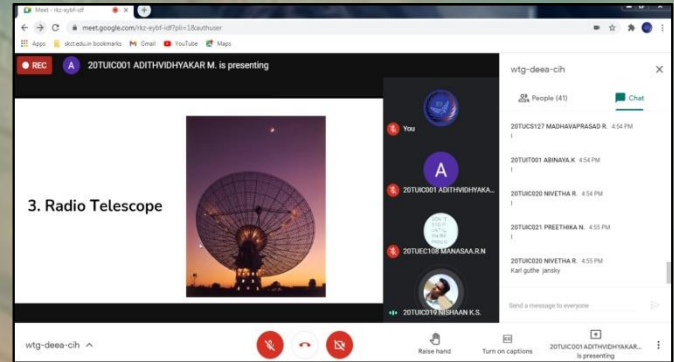 Meet - rkz-eybf-idf
meet.google.com/rkz-eybf-idf?pli=1&authuser
Apps
skct.edu.in bookmarks
Gmail
YouTube
Maps
REC
A
20TUIC001 ADITHVIDHYAKAR M. is presenting
3. Radio Telescope
You
A
20TUIC001 ADITHVIDHYAKA...
20TUEC108 MANASAA.R.N
20TUIC019 NISHAAN K.S.
wtg-deea-cih
People (41)
Chat
20TUCS127 MADHAVAPRASAD R. 4:54 PM
I
20TUIT001 ABINAYA.K 4:54 PM
I
20TUIC020 NIVETHA R. 4:54 PM
I
20TUIC021 PREETHIKA N. 4:55 PM
I
20TUIC020 NIVETHA R. 4:55 PM
Karl guthe jansky
Send a message to everyone
wtg-deea-cih
Raise hand
Turn on captions
20TUIC001 ADITHVIDHYAKAR...
is presenting